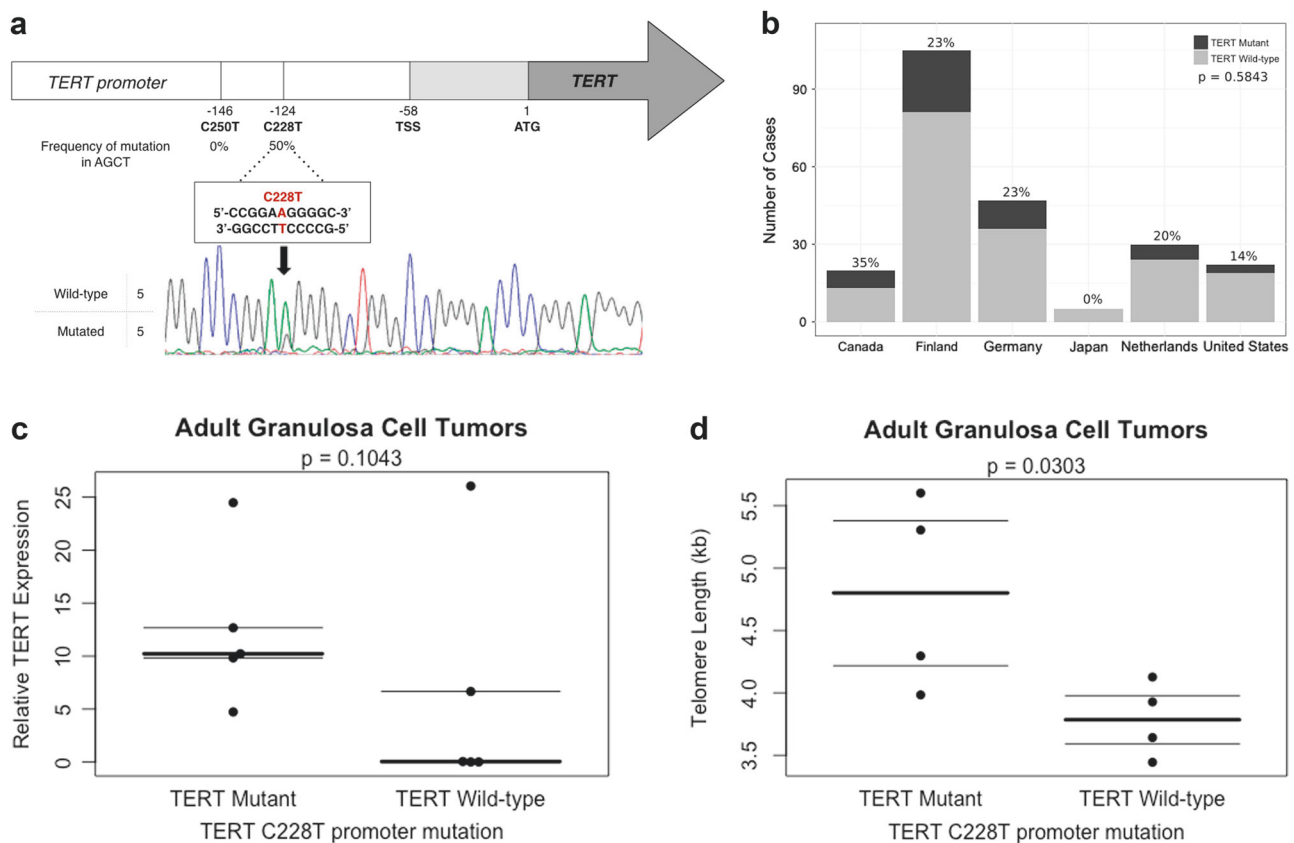 a
TERT promoter
TERT
-146
-124
-58
1
C250T
C228T
TSS
ATG
Frequency of mutation
in AGCT
0%
50%
C228T
5’-CCGGAAGGGGC-3’
3’-GGCCTTCCCCG-5’
Wild-type
5
Mutated
5
b
Number of Cases
90
60
30
0
35%
23%
23%
0%
20%
14%
TERT Mutant
TERT Wild-type
p = 0.5843
Canada
Finland
Germany
Japan
Netherlands
United States
c
Adult Granulosa Cell Tumors
p = 0.1043
Relative TERT Expression
25
20
15
10
5
0
TERT Mutant
TERT Wild-type
TERT C228T promoter mutation
d
Adult Granulosa Cell Tumors
p = 0.0303
Telomere Length (kb)
5.5
5.0
4.5
4.0
3.5
TERT Mutant
TERT Wild-type
TERT C228T promoter mutation